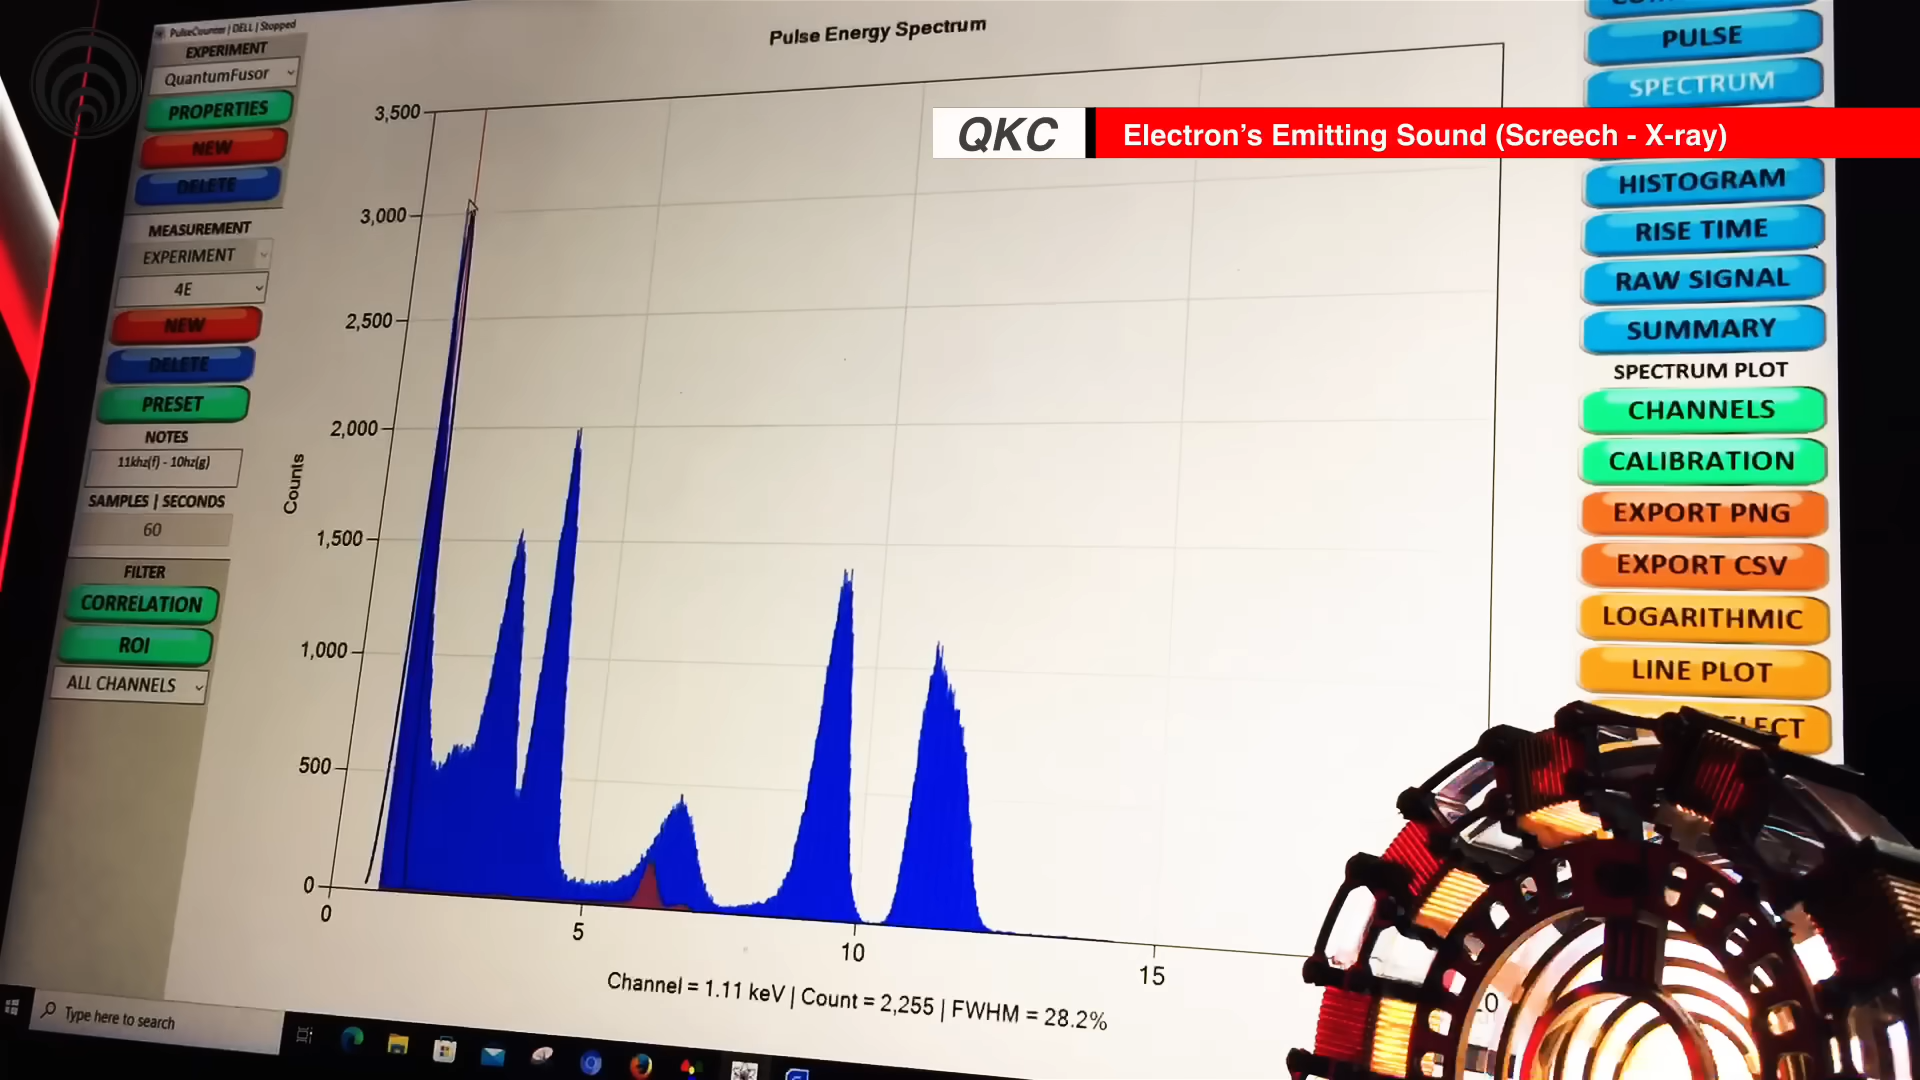 PulseCounter | DELL | Stopped
EXPERIMENT
QuantumFusor
PROPERTIES
NEW
DELETE
MEASUREMENT
EXPERIMENT
4E
NEW
DELETE
PRESET
NOTES
11khz(f) - 10hz(g)
SAMPLES | SECONDS
60
FILTER
CORRELATION
ROI
ALL CHANNELS
Pulse Energy Spectrum
3,500
3,000
2,500
2,000
1,500
1,000
500
0
Counts
0
5
10
15
Channel = 1.11 keV | Count = 2,255 | FWHM = 28.2%
QKC
Electron’s Emitting Sound (Screech - X-ray)
PULSE
SPECTRUM
HISTOGRAM
RISE TIME
RAW SIGNAL
SUMMARY
SPECTRUM PLOT
CHANNELS
CALIBRATION
EXPORT PNG
EXPORT CSV
LOGARITHMIC
LINE PLOT
Type here to search